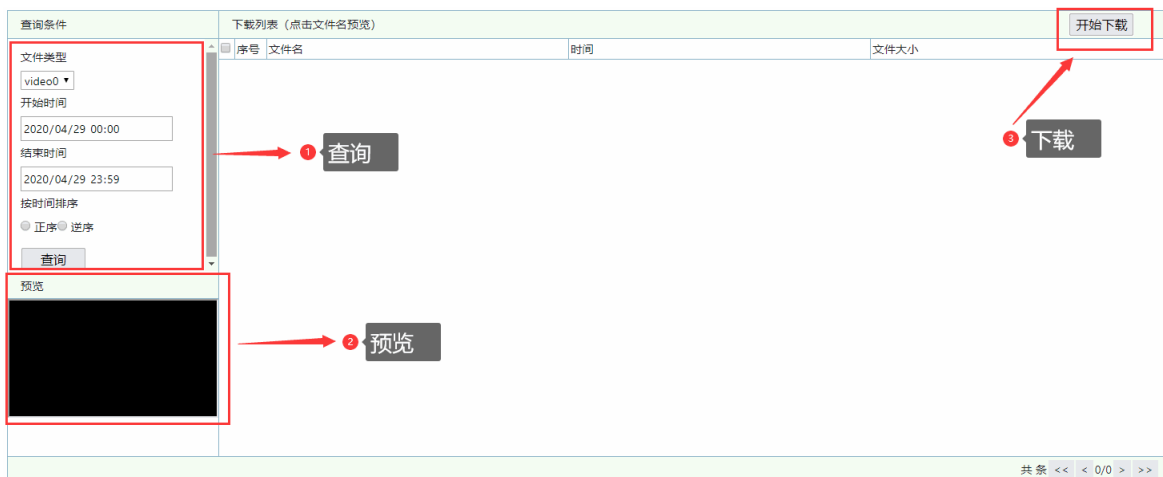 查询条件
下载列表（点击文件名预览）
开始下载
序号 文件名 时间 文件大小
文件类型
video0
开始时间
2020/04/29 00:00
结束时间
2020/04/29 23:59
按时间排序
正序 逆序
查询
1 查询
3 下载
预览
2 预览
共 条 << < 0/0 > >>